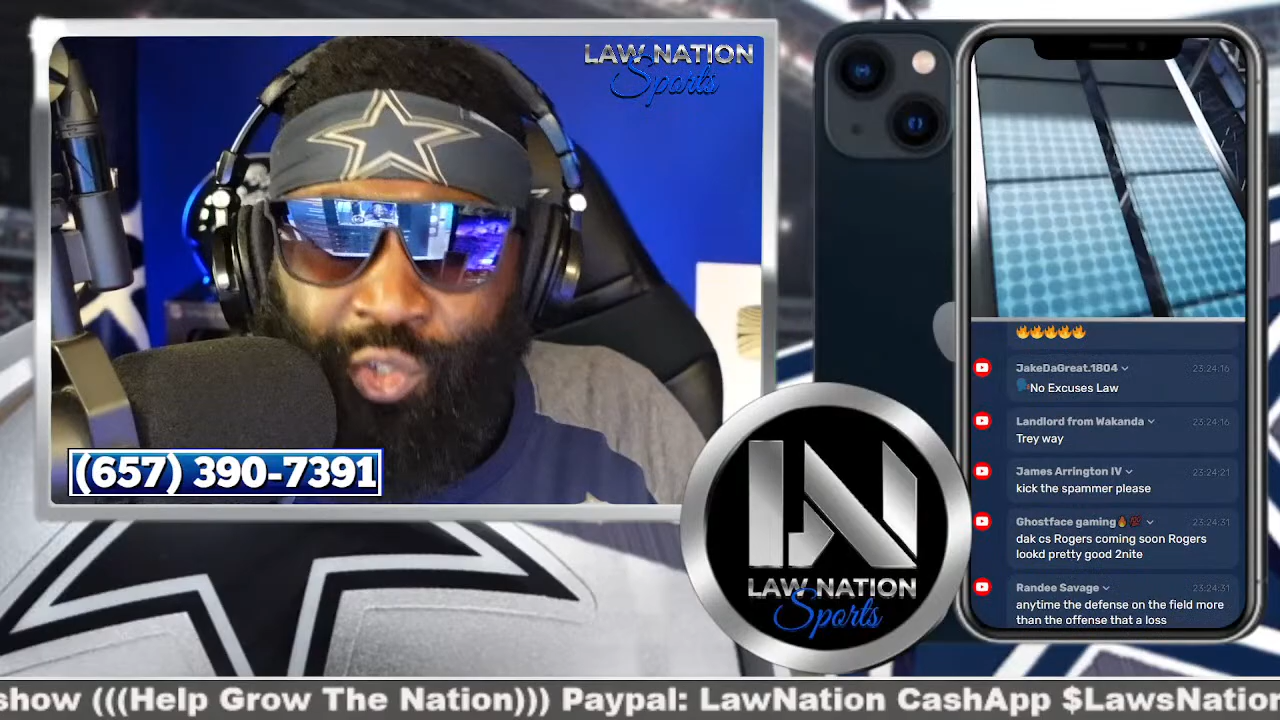 LAW NATION
Sports
(657) 390-7391
LAW NATION
Sports
🔥🔥🔥🔥🔥
JakeDaGreat.1804
23:24:16
🗣️No Excuses Law
Landlord from Wakanda
23:24:16
Trey way
James Arrington IV
23:24:21
kick the spammer please
Ghostface gaming🔥💯
23:24:31
dak cs Rogers coming soon Rogers
lookd pretty good 2nite
Randee Savage
23:24:31
anytime the defense on the field more
than the offense that a loss
show (((Help Grow The Nation))) Paypal: LawNation CashApp $LawsNation